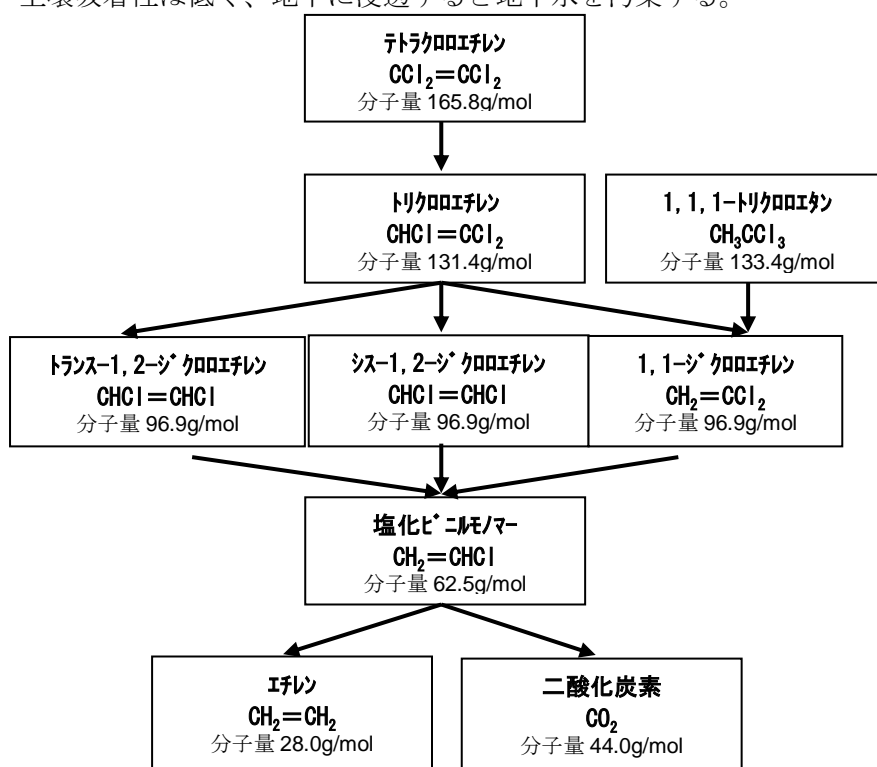 土壌吸着性は低く、地下に浸透すると地下水を汚染する。
ﾃﾄﾗｸﾛﾛｴﾁﾚﾝ
CCl₂＝CCl₂
分子量 165.8g/mol
ﾄﾘｸﾛﾛｴﾁﾚﾝ
CHCl＝CCl₂
分子量 131.4g/mol
1,1,1-ﾄﾘｸﾛﾛｴﾀﾝ
CH₃CCl₃
分子量 133.4g/mol
ﾄﾗﾝｽ-1,2-ｼﾞｸﾛﾛｴﾁﾚﾝ
CHCl＝CHCl
分子量 96.9g/mol
ｼｽ-1,2-ｼﾞｸﾛﾛｴﾁﾚﾝ
CHCl＝CHCl
分子量 96.9g/mol
1,1-ｼﾞｸﾛﾛｴﾁﾚﾝ
CH₂＝CCl₂
分子量 96.9g/mol
塩化ﾋﾞﾆﾙﾓﾉﾏｰ
CH₂＝CHCl
分子量 62.5g/mol
ｴﾁﾚﾝ
CH₂＝CH₂
分子量 28.0g/mol
二酸化炭素
CO₂
分子量 44.0g/mol